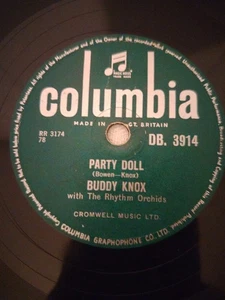 columbia
MADE IN GT. BRITAIN
RR 3174
78
DB. 3914
PARTY DOLL
(Bowen—Knox)
BUDDY KNOX
with The Rhythm Orchids
CROMWELL MUSIC LTD.
COLUMBIA GRAPHOPHONE CO. LTD.